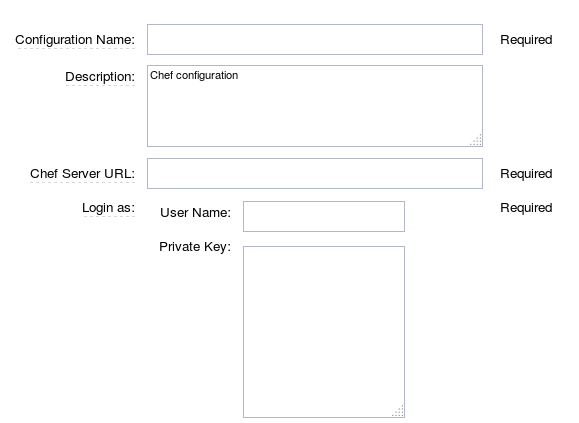 Configuration Name: Required
Description: Chef configuration
Chef Server URL: Required
Login as: User Name: Required
Private Key: